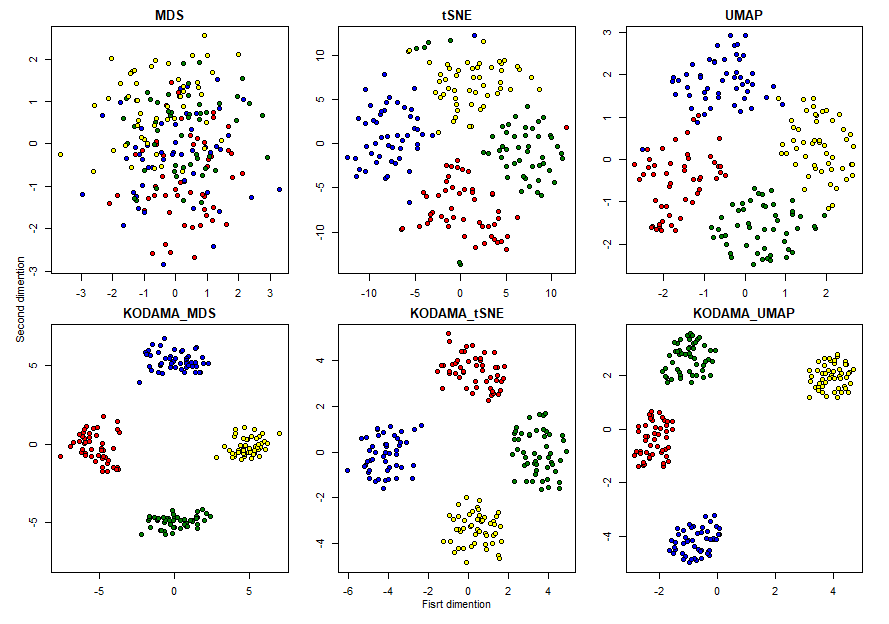 MDS
tSNE
UMAP
3
2
1
0
-1
-2
-3
-3 -2 -1 0 1 2 3
10
5
0
-5
-10
-10 -5 0 5 10
3
2
1
0
-1
-2
-2 -1 0 1 2
Second dimention
KODAMA_MDS
KODAMA_tSNE
KODAMA_UMAP
5
0
-5
-5 0 5
4
2
0
-2
-4
-6 -4 -2 0 2 4
2
0
-2
-4
-2 0 2 4
Fisrt dimention